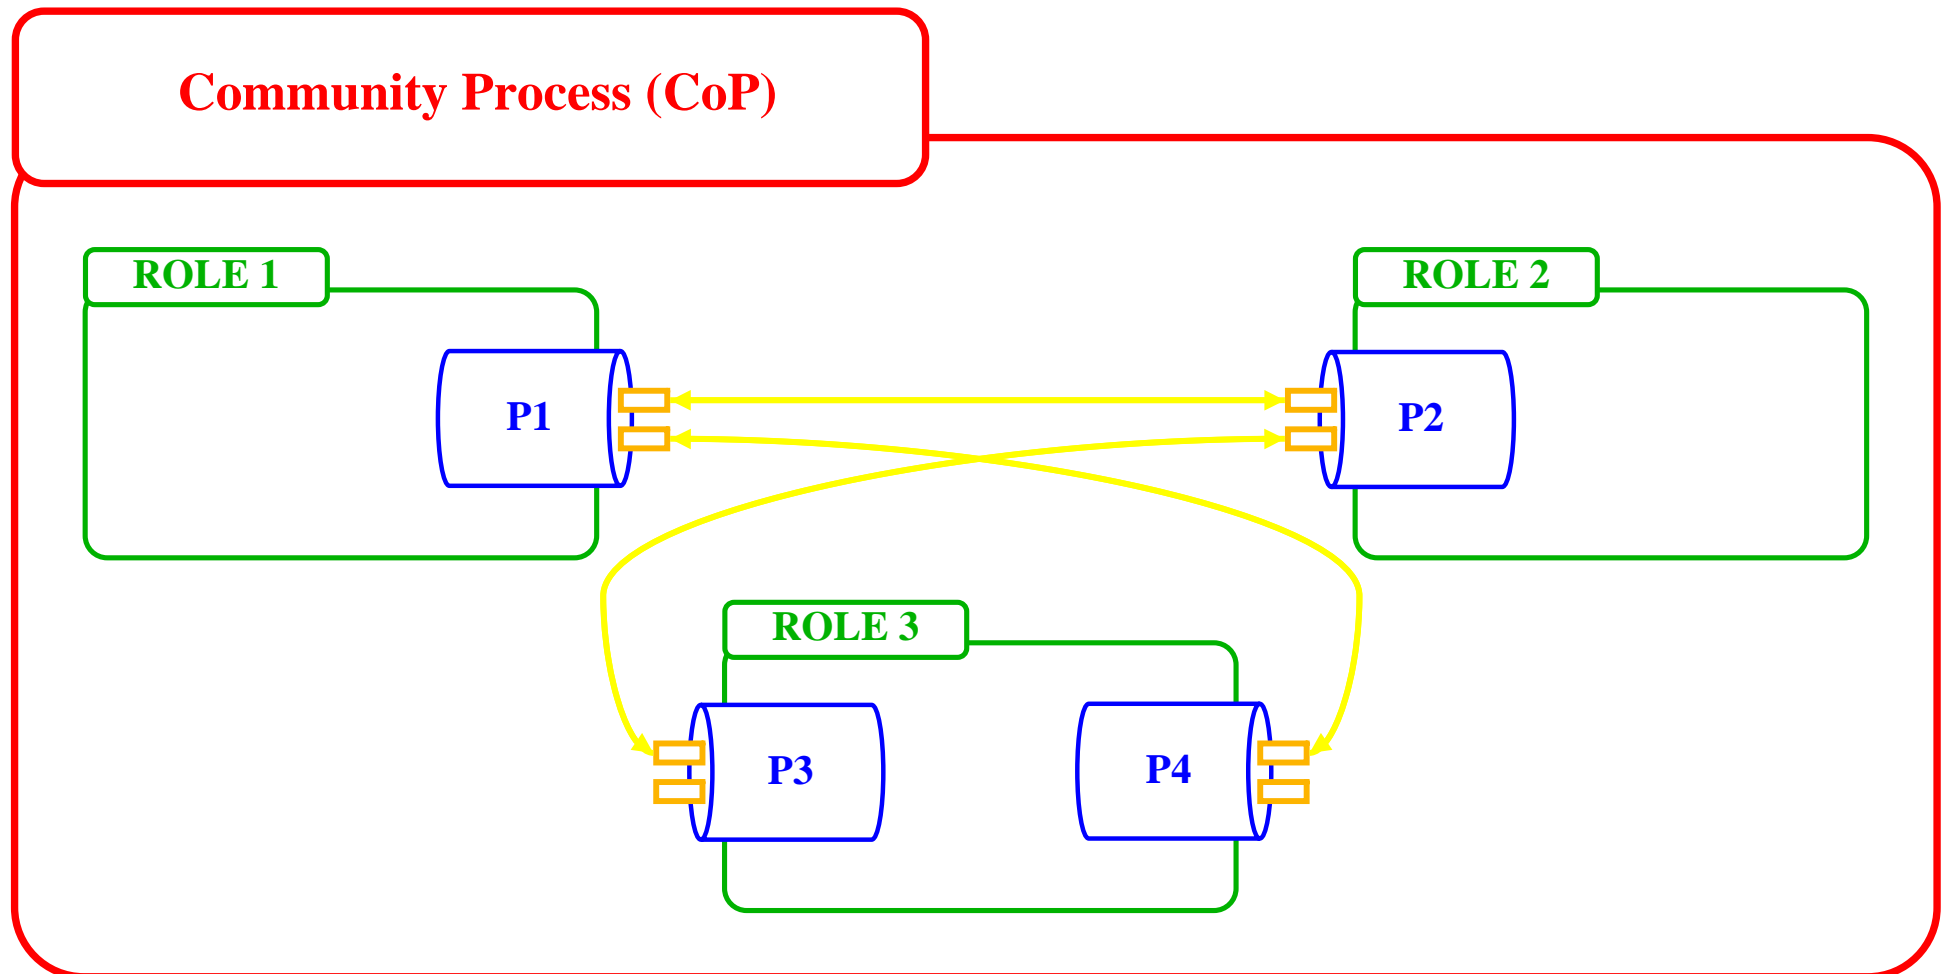 Community Process (CoP)
ROLE 1
ROLE 2
P1
P2
ROLE 3
P3
P4